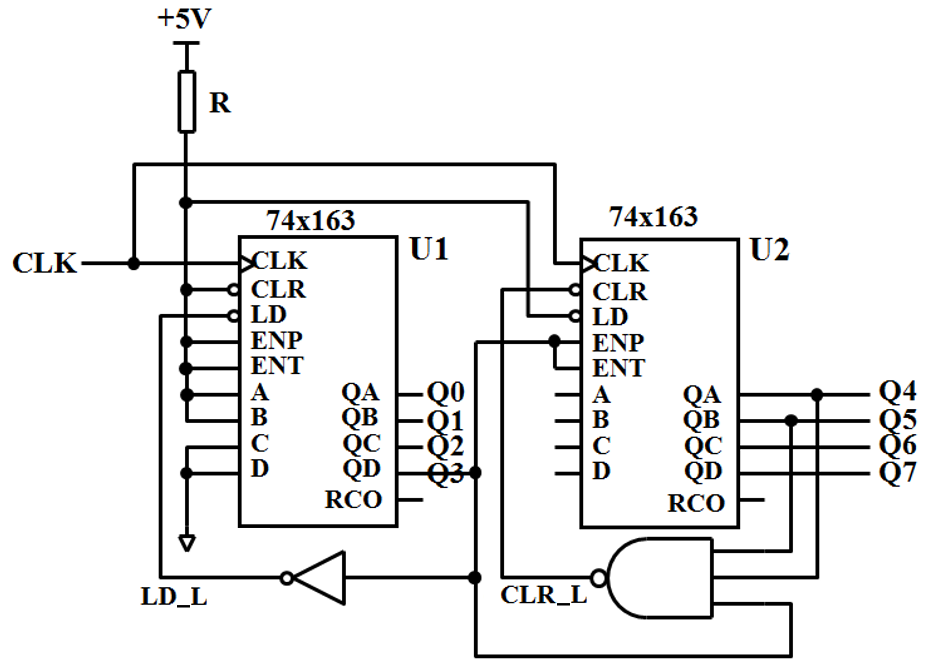 +5V
R
74x163
74x163
U1
U2
CLK
CLK
CLR
LD
ENP
ENT
A
B
C
D
QA
QB
QC
QD
RCO
Q0
Q1
Q2
Q3
CLK
CLR
LD
ENP
ENT
A
B
C
D
QA
QB
QC
QD
RCO
Q4
Q5
Q6
Q7
LD_L
CLR_L